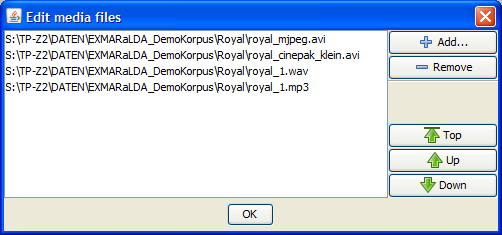 Edit media files
S:\TP-Z2\DATEN\EXMARaLDA_DemoKorpus\Royal\royal_mjpeg.avi
S:\TP-Z2\DATEN\EXMARaLDA_DemoKorpus\Royal\royal_cinepak_klein.avi
S:\TP-Z2\DATEN\EXMARaLDA_DemoKorpus\Royal\royal_1.wav
S:\TP-Z2\DATEN\EXMARaLDA_DemoKorpus\Royal\royal_1.mp3
Add...
Remove
Top
Up
Down
OK